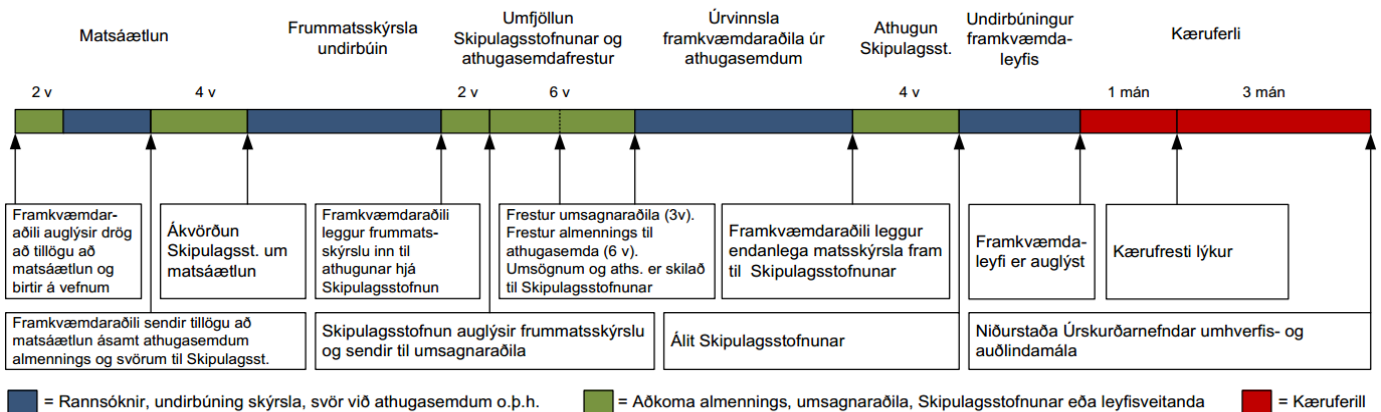 Matsáætlun
Frummatsskýrsla
undirbúin
Umfjöllun
Skipulagsstofnunar og
athugasemdafrestur
Úrvinnsla
framkvæmdaraðila úr
athugasemdum
Athugun
Skipulagsst.
Undirbúningur
framkvæmda-
leyfis
Kæruferli
2 v
4 v
2 v
6 v
4 v
1 mán
3 mán
Framkvæmdar-
aðili auglýsir drög
að tillögu að
matsáætlun og
birtir á vefnum
Ákvörðun
Skipulagsst. um
matsáætlun
Framkvæmdaraðili
leggur frummats-
skýrslu inn til
athugunar hjá
Skipulagsstofnun
Frestur umsagnaraðila (3v).
Frestur almennings til
athugasemda (6 v).
Umsögnum og aths. er skilað
til Skipulagsstofnunar
Framkvæmdaraðili leggur
endanlega matsskýrsla fram
til Skipulagsstofnunar
Framkvæmda-
leyfi er auglýst
Kærufresti lýkur
Framkvæmdaraðili sendir tillögu að
matsáætlun ásamt athugasemdum
almennings og svörum til Skipulagsst.
Skipulagsstofnun auglýsir frummatsskýrslu
og sendir til umsagnaraðila
Álit Skipulagsstofnunar
Niðurstaða Úrskurðarnefndar umhverfis- og
auðlindamála
= Rannsóknir, undirbúning skýrsla, svör við athugasemdum o.þ.h.
= Aðkoma almennings, umsagnaraðila, Skipulagsstofnunar eða leyfisveitanda
= Kæruferill